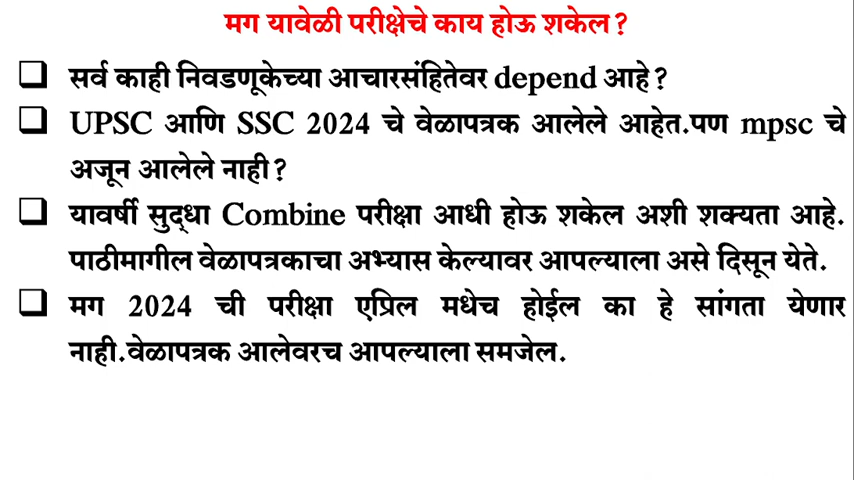 मग यावेळी परीक्षेचे काय होऊ शकेल?
❑ सर्व काही निवडणूकेच्या आचारसंहितेवर depend आहे?
❑ UPSC आणि SSC 2024 चे वेळापत्रक आलेले आहेत.पण mpsc चे
अजून आलेले नाही?
❑ यावर्षी सुद्धा Combine परीक्षा आधी होऊ शकेल अशी शक्यता आहे.
पाठीमागील वेळापत्रकाचा अभ्यास केल्यावर आपल्याला असे दिसून येते.
❑ मग 2024 ची परीक्षा एप्रिल मधेच होईल का हे सांगता येणार
नाही.वेळापत्रक आलेवरच आपल्याला समजेल.